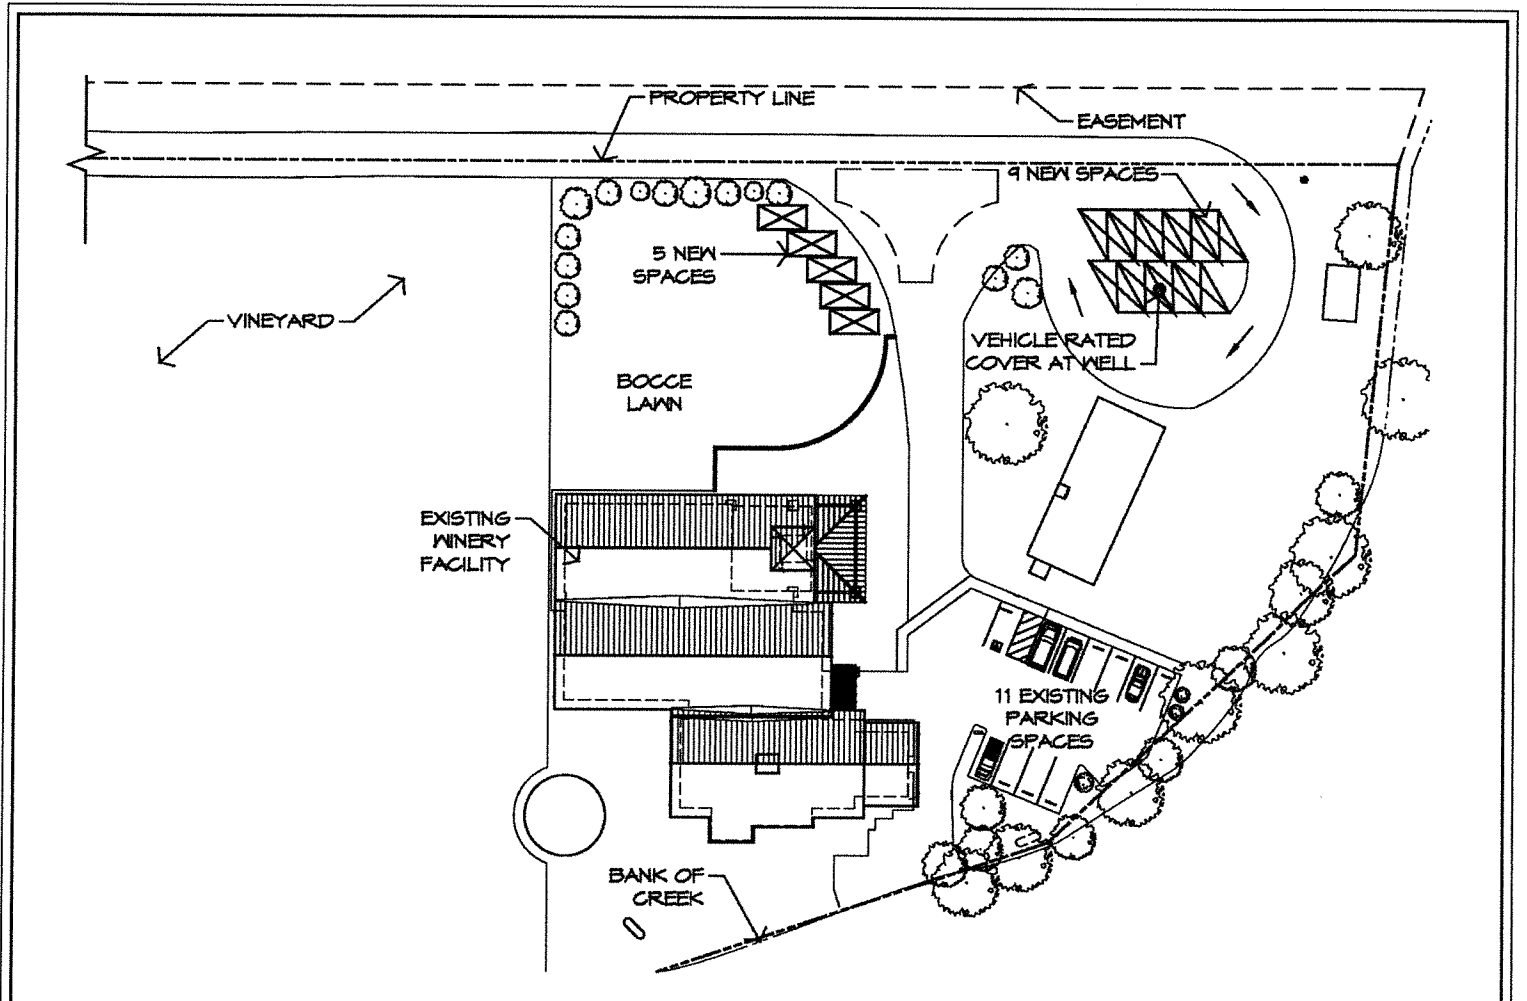 PROPERTY LINE
EASEMENT
9 NEW SPACES
5 NEW
SPACES
VINEYARD
VEHICLE RATED
COVER AT WELL
BOCCE
LAWN
EXISTING
WINERY
FACILITY
11 EXISTING
PARKING
SPACES
BANK OF
CREEK